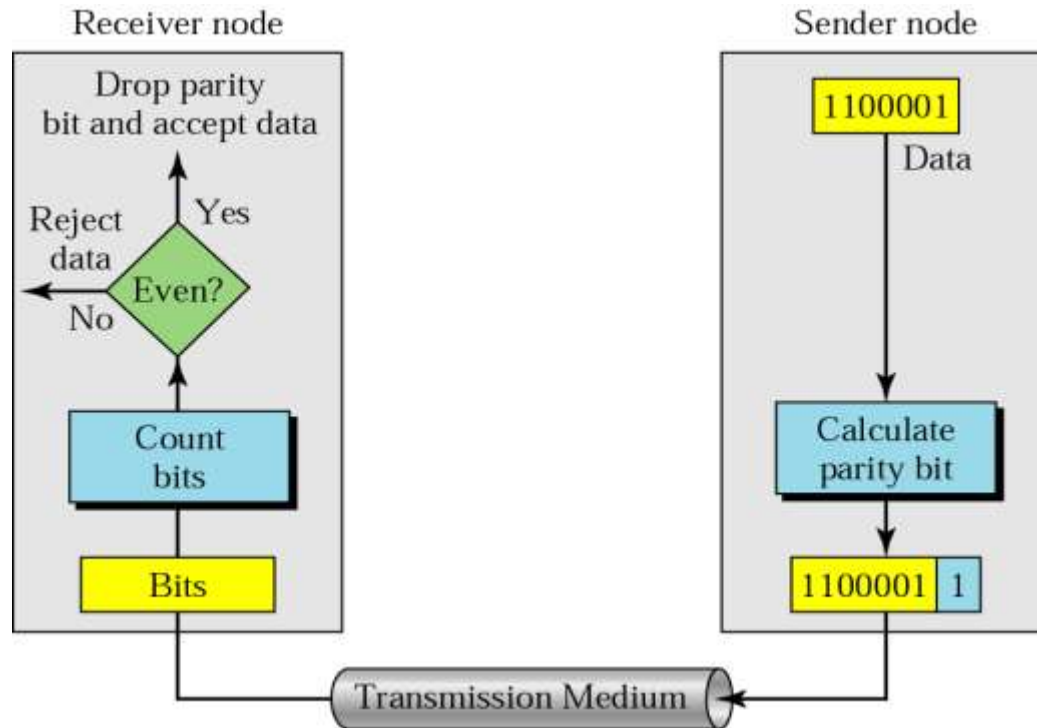 Receiver node
Drop parity
bit and accept data
Yes
Reject
data
Even?
No
Count
bits
Bits
Sender node
1100001
Data
Calculate
parity bit
1100001 1
Transmission Medium